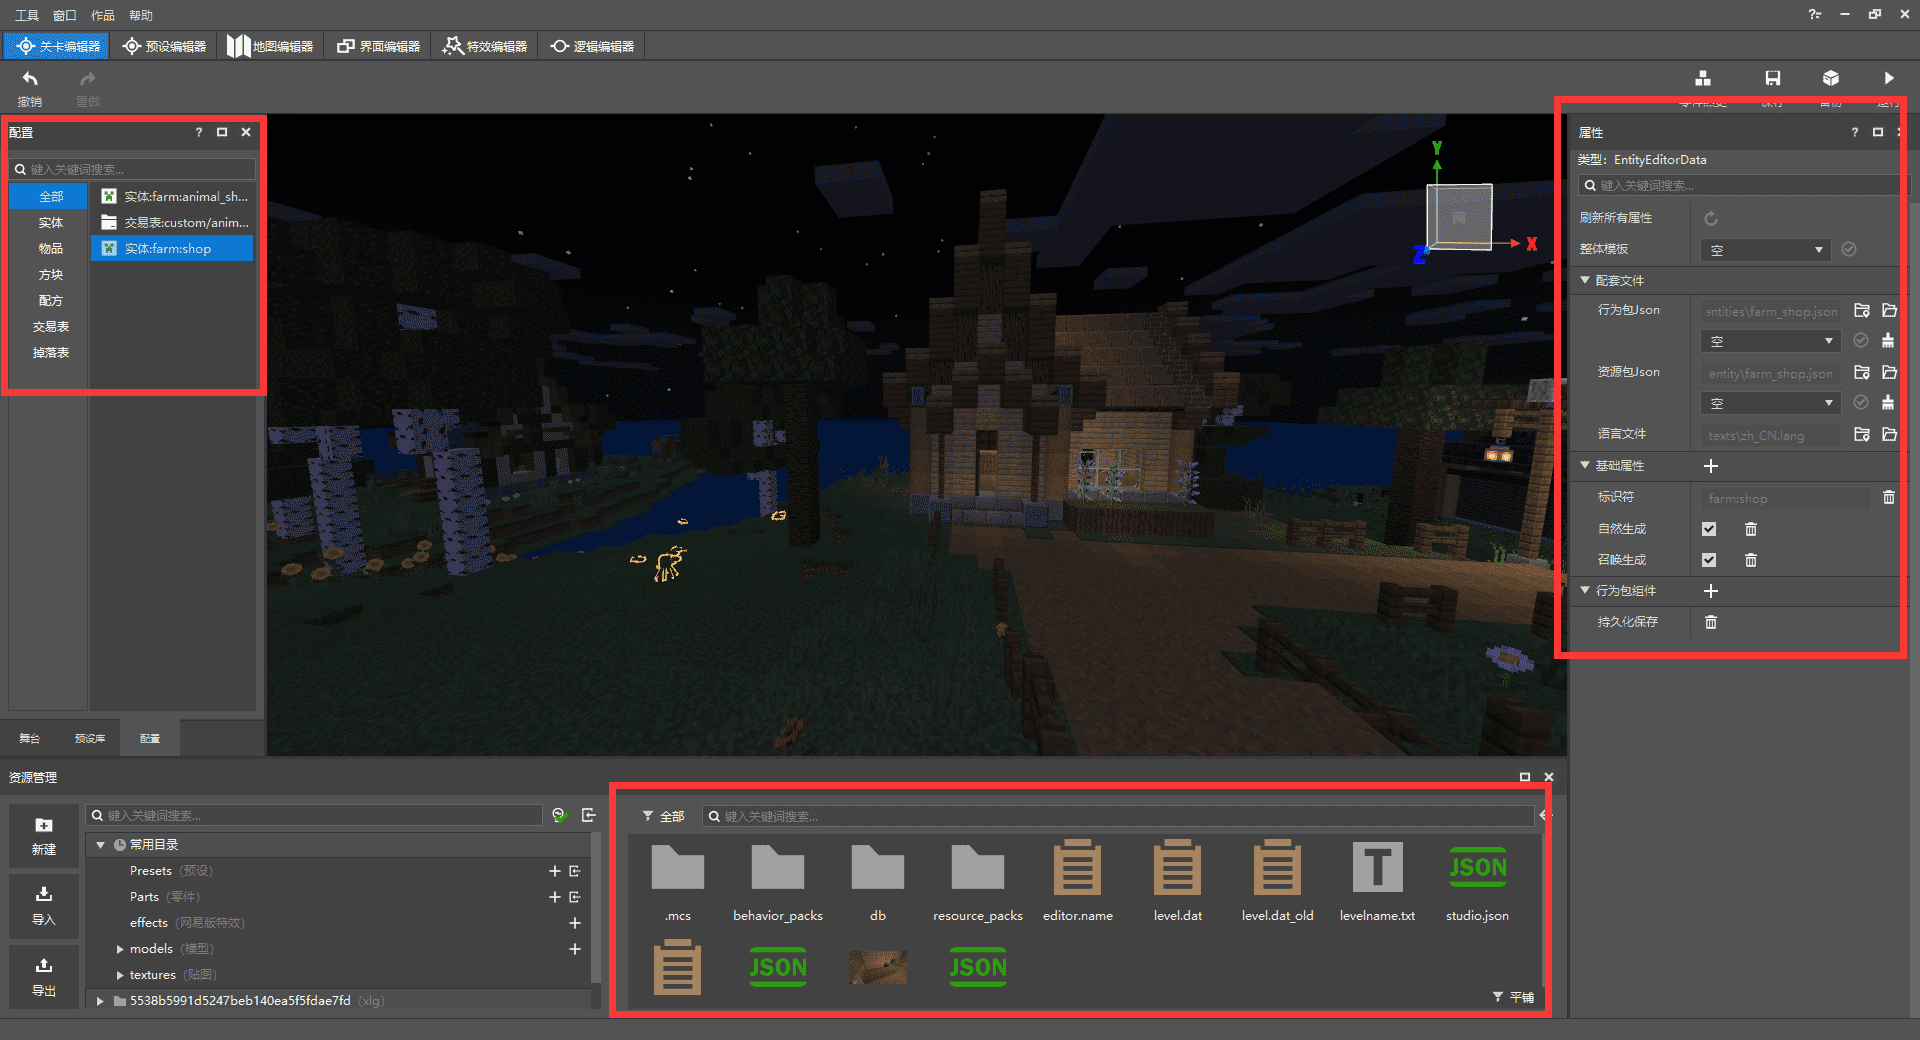 工具 窗口 作品 帮助
关卡编辑器 预设编辑器 地图编辑器 界面编辑器 特效编辑器 逻辑编辑器
撤销 重做
配置
键入关键词搜索...
全部
实体
物品
方块
配方
交易表
掉落表
实体:farm:animal_sh...
交易表:custom/anim...
实体:farm:shop
舞台 预设库 配置
Y
X
Z
属性
类型: EntityEditorData
键入关键词搜索...
刷新所有属性
整体模板 空
配套文件
行为包Json entities\farm_shop.json
空
资源包Json entity\farm_shop.json
空
语言文件 texts\zh_CN.lang
基础属性
标识符 farm:shop
自然生成
召唤生成
行为包组件
持久化保存
资源管理
新建
导入
导出
键入关键词搜索...
常用目录
Presets (预设)
Parts (零件)
effects (网易版特效)
models (模型)
textures (贴图)
5538b5991d5247beb140ea5f5fdae7fd (xlg)
全部 键入关键词搜索...
.mcs behavior_packs db resource_packs editor.name level.dat level.dat_old levelname.txt studio.json
T
JSON
JSON JSON
平铺